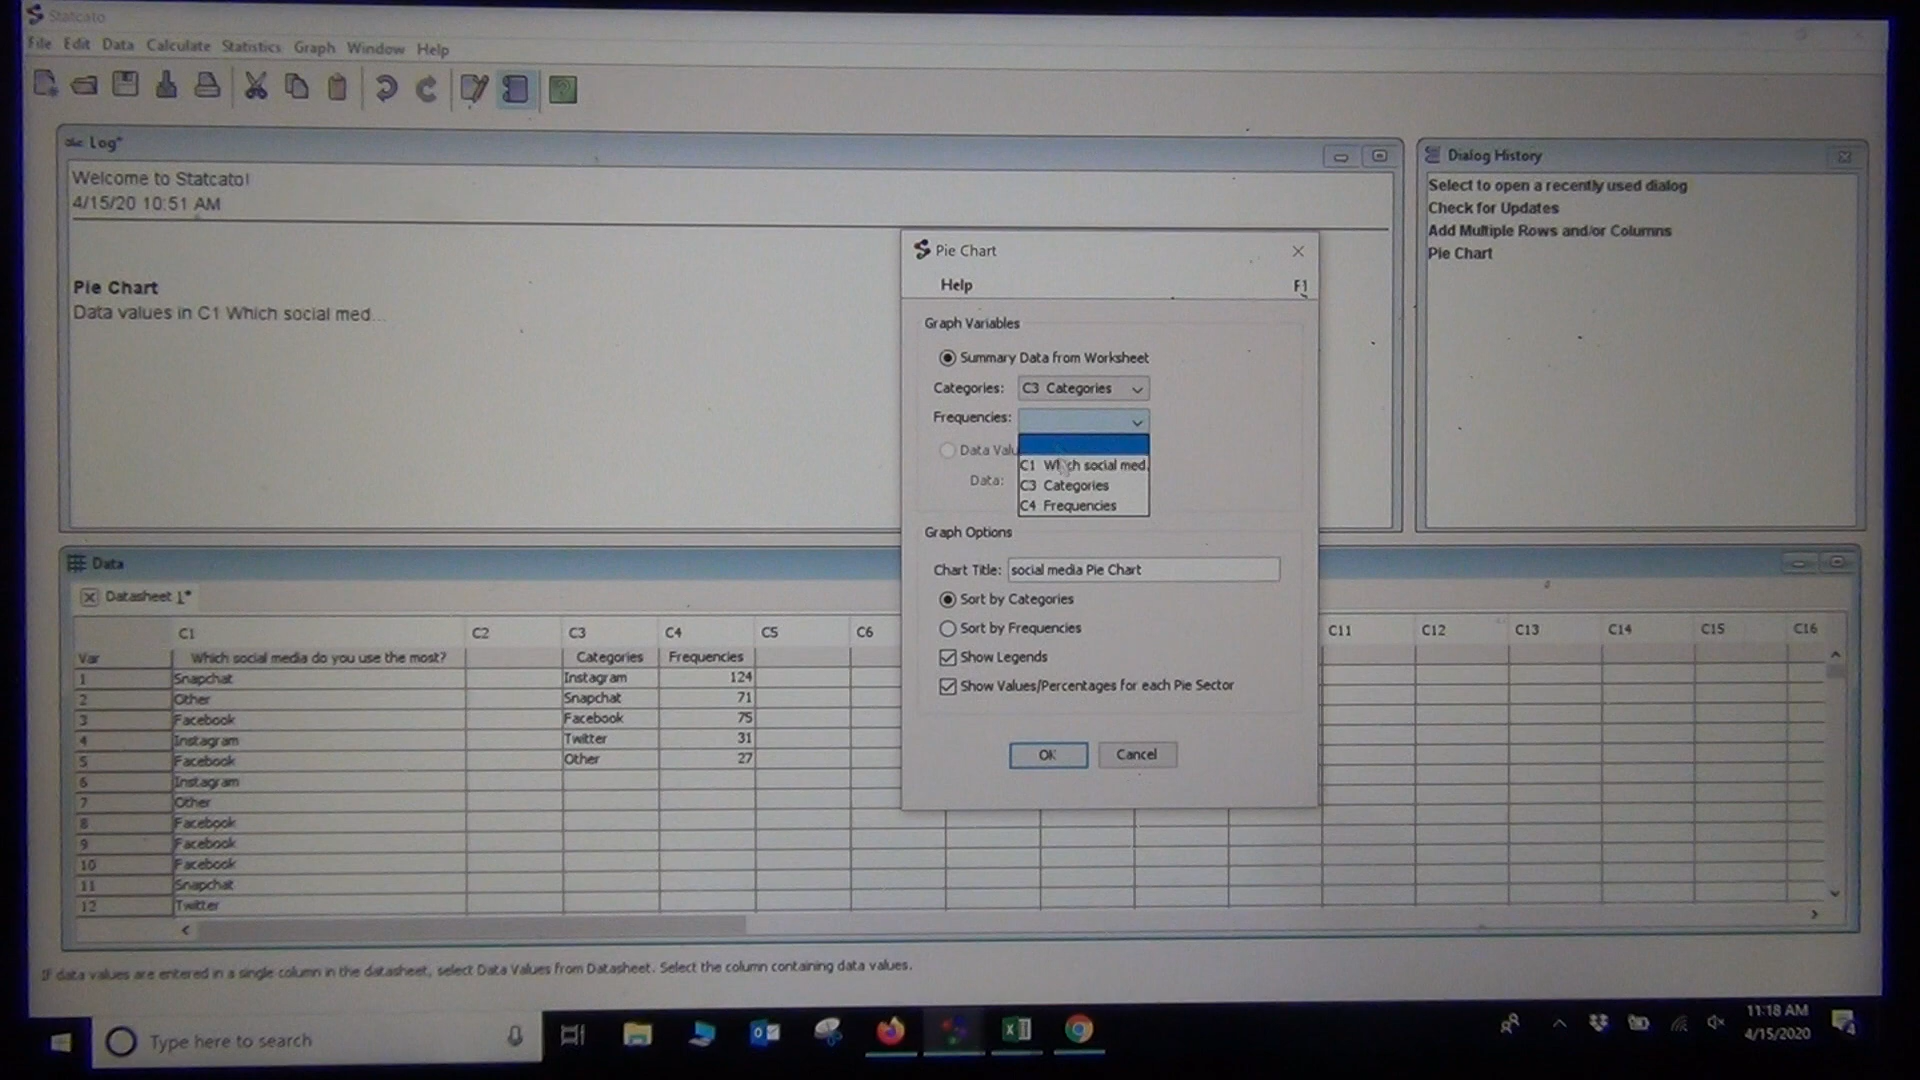 Statcato
File Edit Data Calculate Statistics Graph Window Help
Log*
Welcome to Statcato!
4/15/20 10:51 AM
Pie Chart
Data values in C1 Which social med...
Dialog History
Select to open a recently used dialog
Check for Updates
Add Multiple Rows and/or Columns
Pie Chart
Pie Chart
Help F1
Graph Variables
Summary Data from Worksheet
Categories: C3 Categories
Frequencies:
Data Valu
C1 Which social med.
Data:
C3 Categories
C4 Frequencies
Graph Options
Chart Title: social media Pie Chart
Sort by Categories
Sort by Frequencies
Show Legends
Show Values/Percentages for each Pie Sector
OK Cancel
Data
Datasheet 1*
C1 C2 C3 C4 C5 C6 C11 C12 C13 C14 C15 C16
Var Which social media do you use the most? Categories Frequencies
1 Snapchat Instagram 124
2 Other Snapchat 71
3 Facebook Facebook 75
4 Instagram Twitter 31
5 Facebook Other 27
6 Instagram
7 Other
8 Facebook
9 Facebook
10 Facebook
11 Snapchat
12 Twitter
If data values are entered in a single column in the datasheet, select Data Values from Datasheet. Select the column containing data values.
Type here to search
11:18 AM
4/15/2020